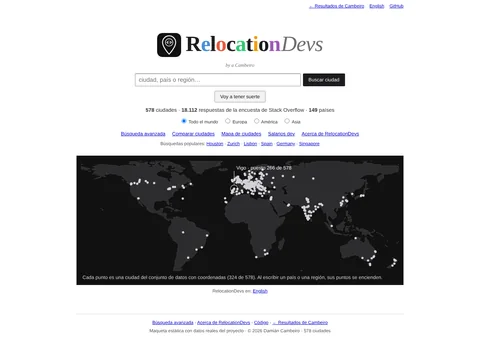 ← Resultados de Cambeiro English GitHub
RelocationDevs
by a Cambeiro
ciudad, país o región… Buscar ciudad
Voy a tener suerte
578 ciudades · 18.112 respuestas de la encuesta de Stack Overflow · 149 países
Todo el mundo Europa América Asia
Búsqueda avanzada Comparar ciudades Mapa de ciudades Salarios dev Acerca de RelocationDevs
Búsquedas populares: Houston Zurich Lisbon Spain Germany Singapore
Vigo · puesto 266 de 578
Cada punto es una ciudad del conjunto de datos con coordenadas (324 de 578). Al escribir un país o una región, sus puntos se encienden.
RelocationDevs en: English
Búsqueda avanzada · Acerca de RelocationDevs · Código · ← Resultados de Cambeiro
Maqueta estática con datos reales del proyecto · © 2026 Damián Cambeiro · 578 ciudades